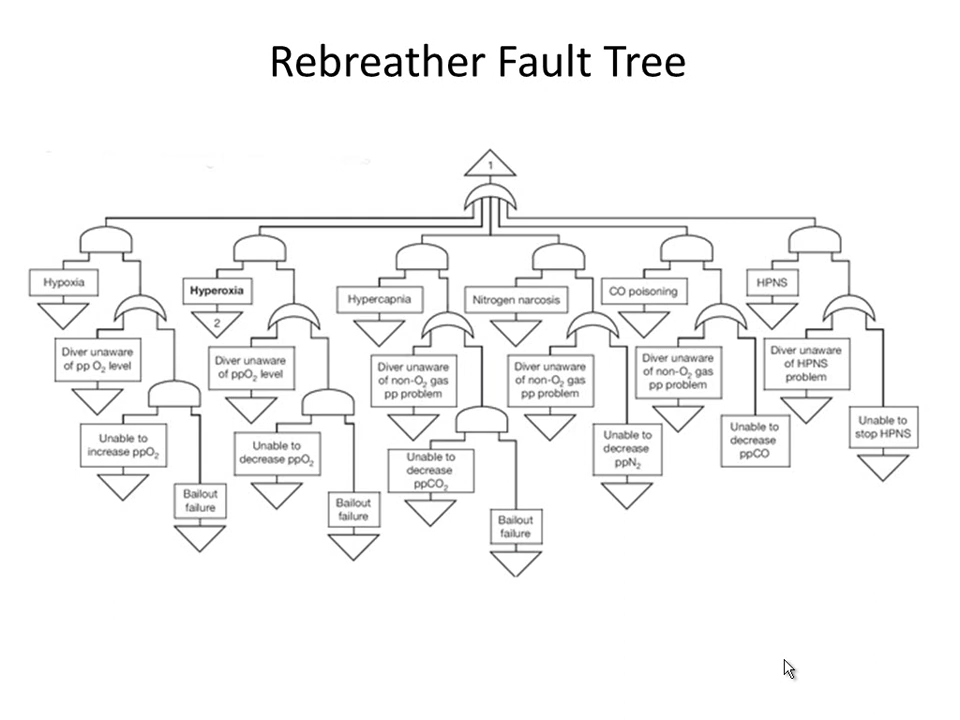 Rebreather Fault Tree
1
Hypoxia
Hyperoxia
2
Hypercapnia
Nitrogen narcosis
CO poisoning
HPNS
Diver unaware
of pp O₂ level
Diver unaware
of ppO₂ level
Diver unaware
of non-O₂ gas
pp problem
Diver unaware
of non-O₂ gas
pp problem
Diver unaware
of non-O₂ gas
pp problem
Diver unaware
of HPNS
problem
Unable to
increase ppO₂
Unable to
decrease ppO₂
Unable to
decrease
ppCO₂
Unable to
decrease
ppN₂
Unable to
decrease
ppCO
Unable to
stop HPNS
Bailout
failure
Bailout
failure
Bailout
failure